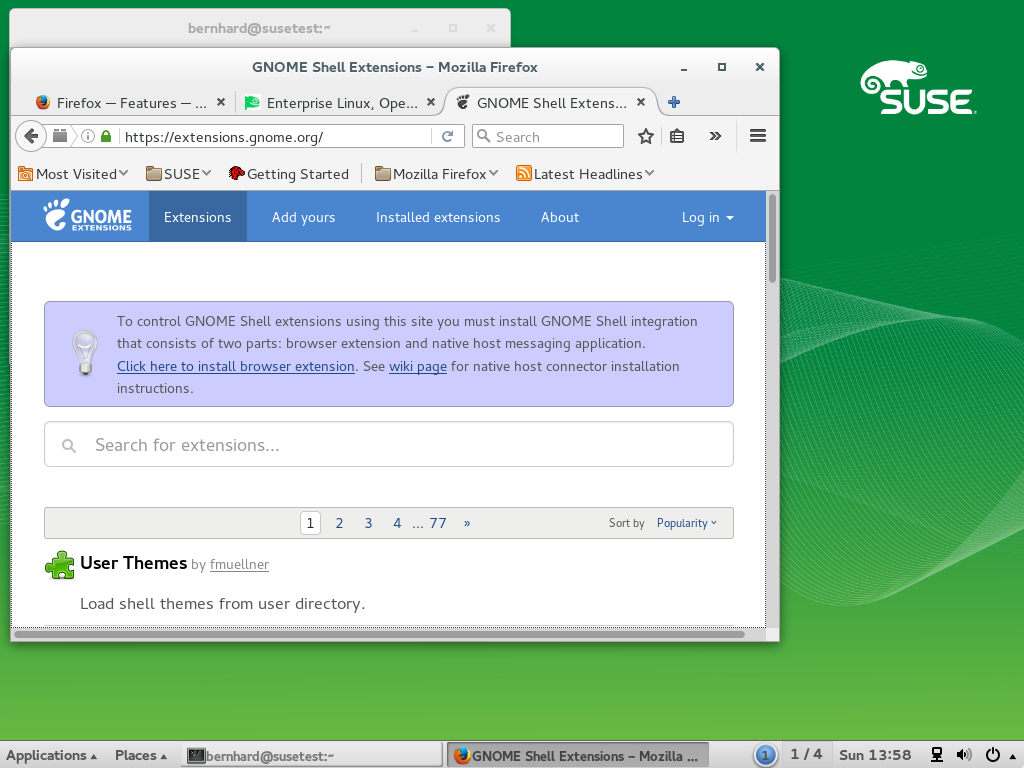 bernhard@susetest:~
GNOME Shell Extensions – Mozilla Firefox
Firefox — Features — ...
Enterprise Linux, Ope...
GNOME Shell Extens...
https://extensions.gnome.org/
Search
Most Visited
SUSE
Getting Started
Mozilla Firefox
Latest Headlines
GNOME
EXTENSIONS
Extensions
Add yours
Installed extensions
About
Log in
To control GNOME Shell extensions using this site you must install GNOME Shell integration
that consists of two parts: browser extension and native host messaging application.
Click here to install browser extension. See wiki page for native host connector installation
instructions.
Search for extensions...
1 2 3 4 ... 77 »
Sort by Popularity
User Themes by fmuellner
Load shell themes from user directory.
SUSE
Applications
Places
bernhard@susetest:~
GNOME Shell Extensions – Mozilla ...
1
1 / 4
Sun 13:58